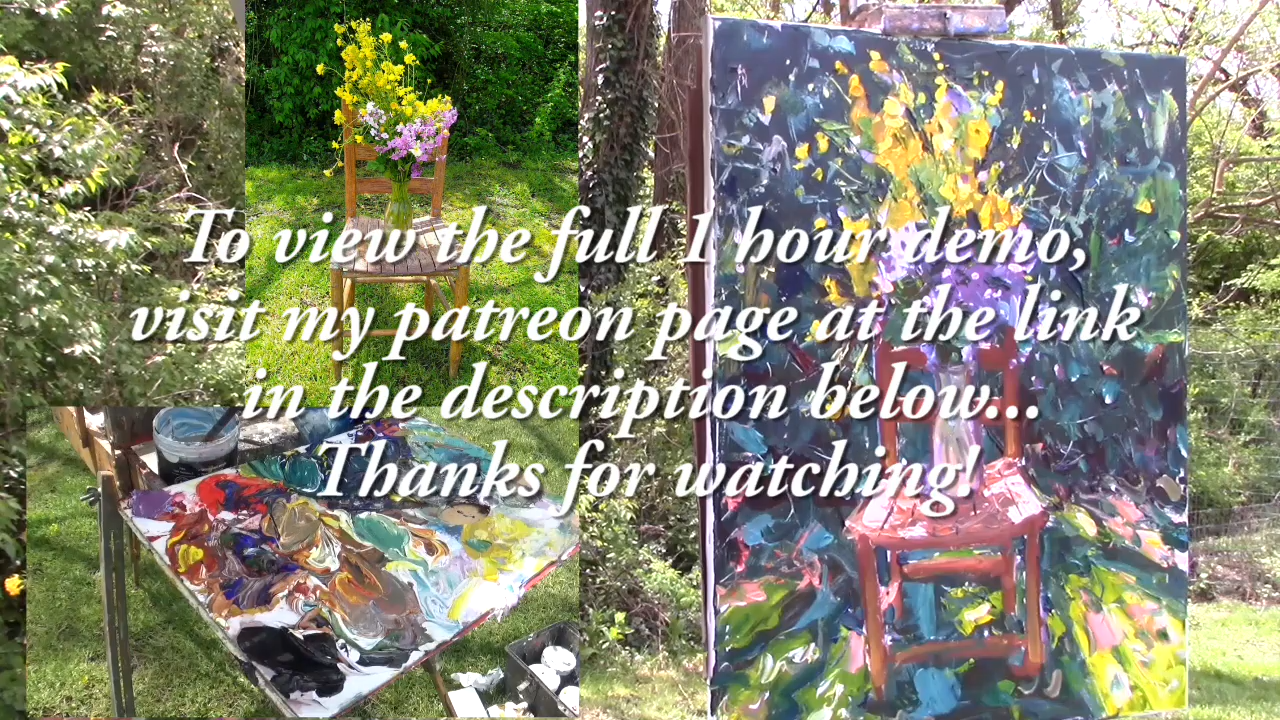 To view the full 1 hour demo,
visit my patreon page at the link
in the description below...
Thanks for watching!